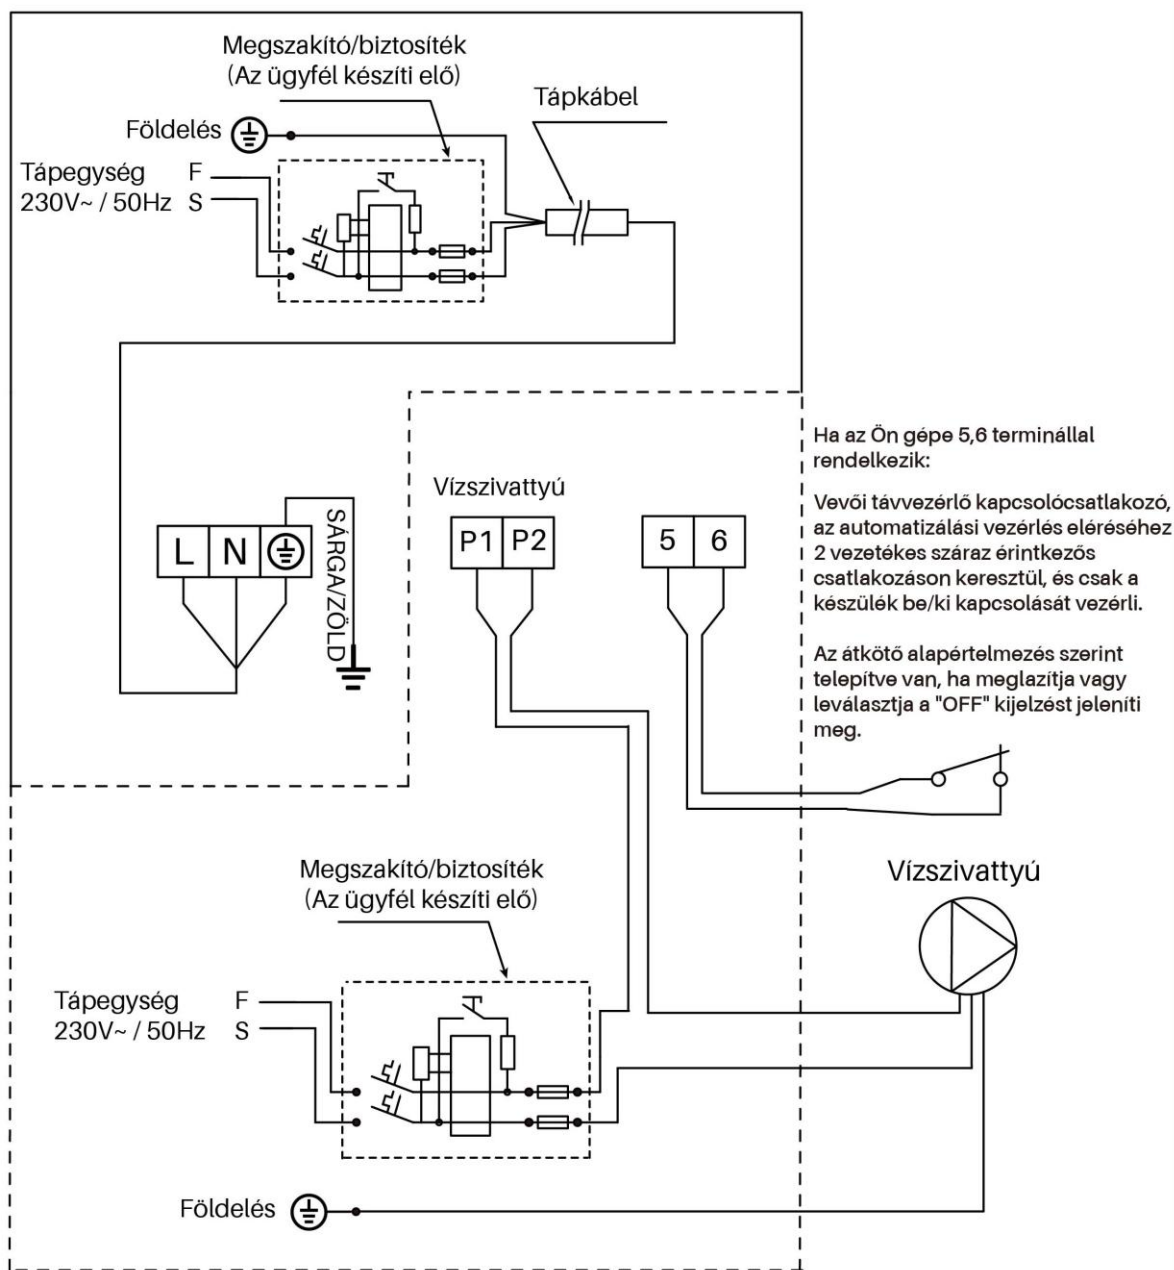 Megszakító/biztosíték
(Az ügyfél készíti elő)
Tápkábel
Földelés
Tápegység F
230V~ / 50Hz S
Ha az Ön gépe 5,6 terminállal
rendelkezik:
Vevői távvezérlő kapcsolócsatlakozó,
az automatizálási vezérlés eléréséhez
2 vezetékes száraz érintkezős
csatlakozáson keresztül, és csak a
készülék be/ki kapcsolását vezérli.
Az átkötő alapértelmezés szerint
telepítve van, ha meglazítja vagy
leválasztja a "OFF" kijelzést jeleníti
meg.
Vízszivattyú
L N
SÁRGA/ZÖLD
P1 P2
5 6
Megszakító/biztosíték
(Az ügyfél készíti elő)
Vízszivattyú
Tápegység F
230V~ / 50Hz S
Földelés